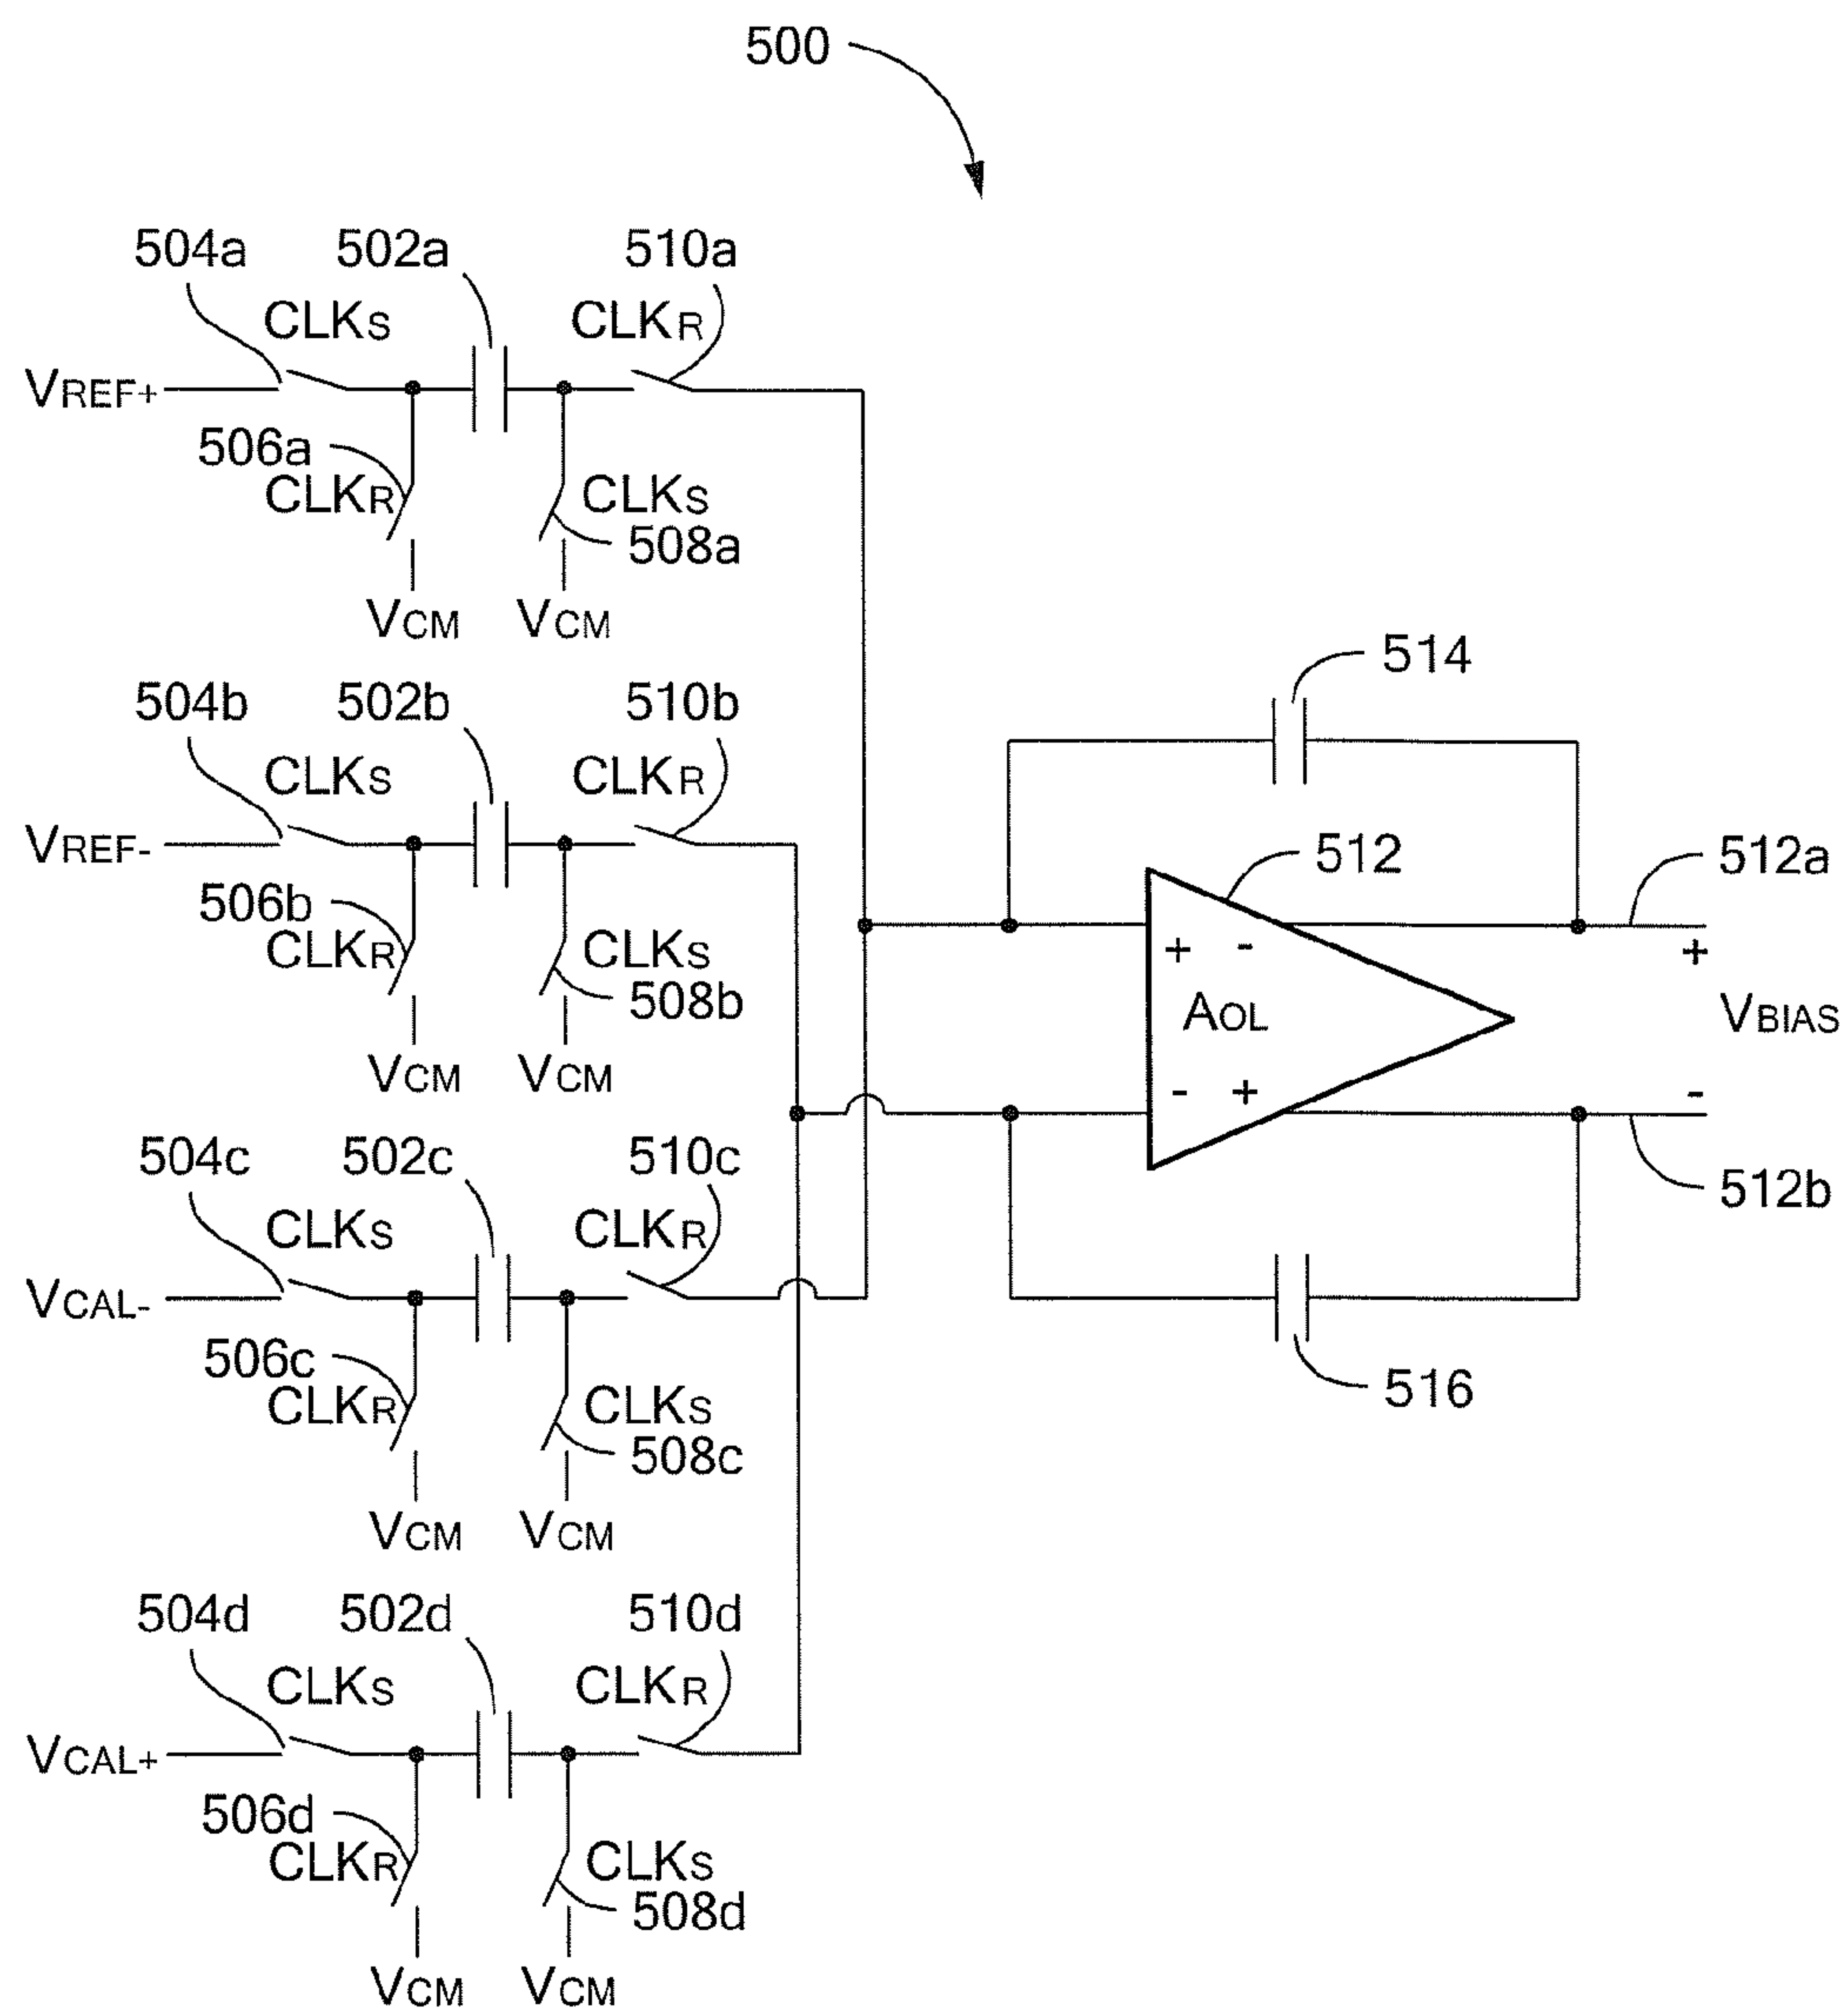 500
504a 502a 510a
CLKS CLKR
VREF+
506a
CLKR CLKS
508a
VCM VCM
514
504b 502b 510b
CLKS CLKR
VREF-
512 512a
506b
CLKR CLKS
508b
+ - +
AOL VBIAS
VCM VCM
- + -
504c 502c 510c
512b
CLKS CLKR
VCAL-
506c
CLKR CLKS
508c
516
VCM VCM
504d 502d 510d
CLKS CLKR
VCAL+
506d
CLKR CLKS
508d
VCM VCM